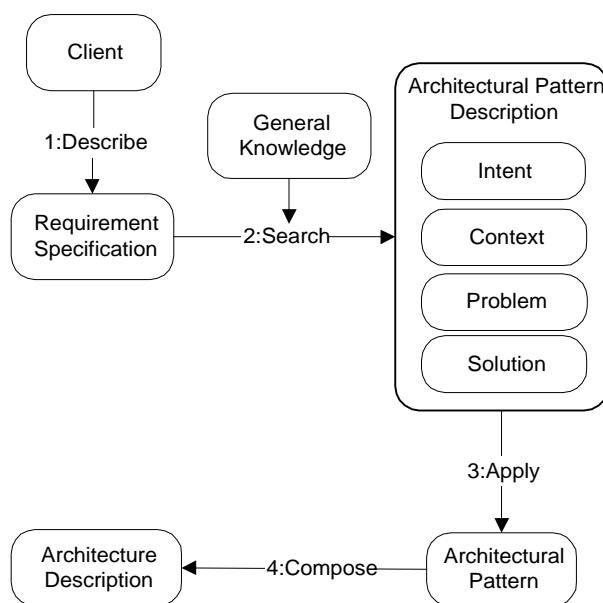 Client
1:Describe
Requirement
Specification
General
Knowledge
2:Search
Architectural Pattern
Description
Intent
Context
Problem
Solution
3:Apply
Architectural
Pattern
4:Compose
Architecture
Description